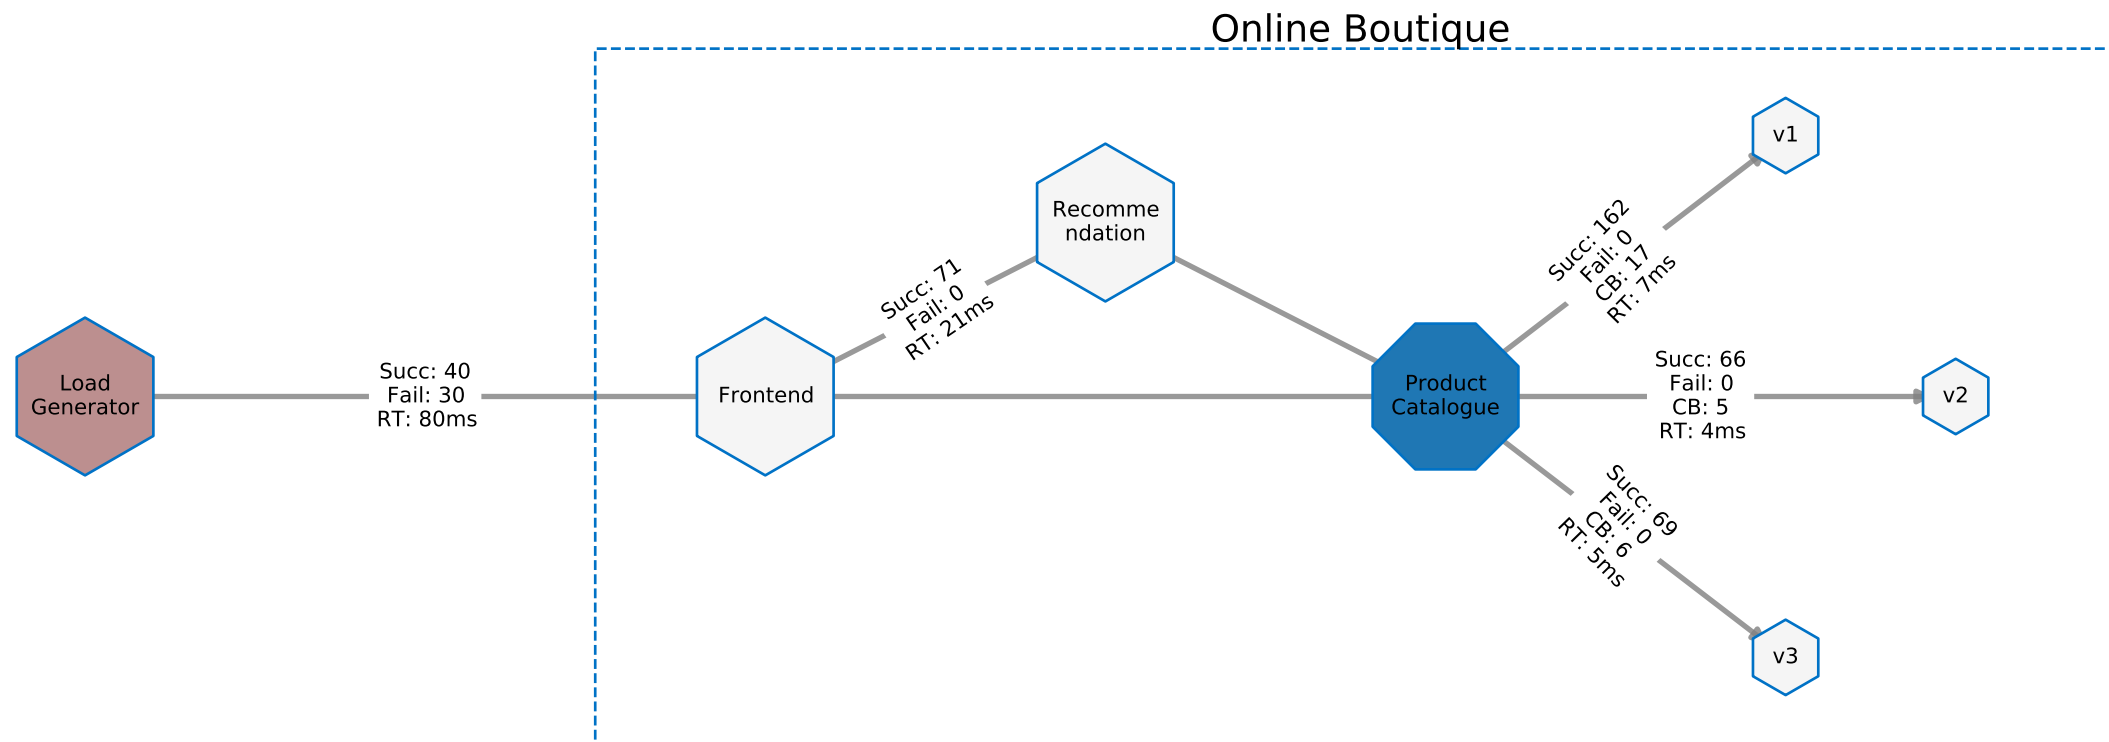 Online Boutique
v1
Recomme
ndation
Succ: 162
Fail: 0
CB: 17
RT: 7ms
Succ: 71
Fail: 0
RT: 21ms
Load
Generator
Succ: 40
Fail: 30
RT: 80ms
Frontend
Product
Catalogue
Succ: 66
Fail: 0
CB: 5
RT: 4ms
v2
Succ: 69
Fail: 0
CB: 6
RT: 5ms
v3